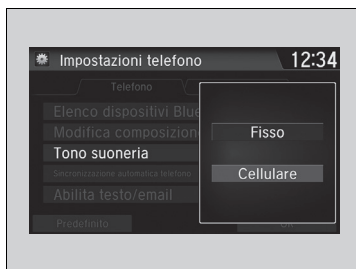 Impostazioni telefono 12:34
Telefono
Elenco dispositivi Blue
Modifica composizion
Tono suoneria
Sincronizzazione automatica telefono
Abilita testo/email
Fisso
Cellulare
Predefinito
OK